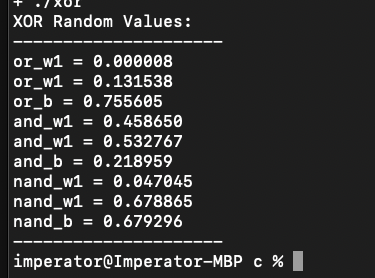 + ./xor
XOR Random Values:
---------------------
or_w1 = 0.000008
or_w1 = 0.131538
or_b = 0.755605
and_w1 = 0.458650
and_w1 = 0.532767
and_b = 0.218959
nand_w1 = 0.047045
nand_w1 = 0.678865
nand_b = 0.679296
---------------------
imperator@Imperator-MBP c %